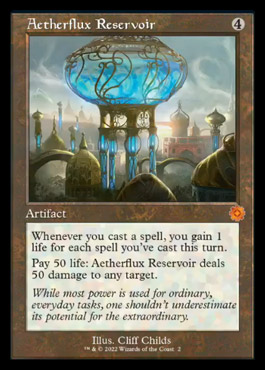 Aetherflux Reservoir 4
Artifact
Whenever you cast a spell, you gain 1
life for each spell you've cast this turn.
Pay 50 life: Aetherflux Reservoir deals
50 damage to any target.
While most power is used for ordinary,
everyday tasks, one shouldn't underestimate
its potential for the extraordinary.
Illus. Cliff Childs
™ & © 2022 Wizards of the Coast 2